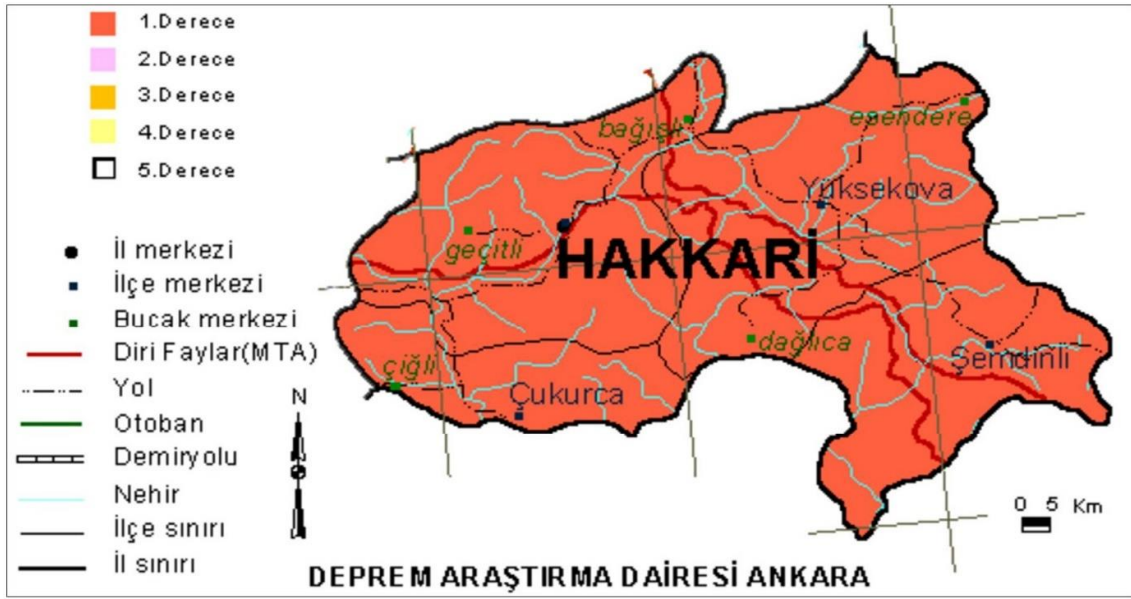 1.Derece
2.Derece
3.Derece
4.Derece
5.Derece
İl merkezi
İlçe merkezi
Bucak merkezi
Diri Faylar(MTA)
Yol
Otoban
Demiryolu
Nehir
İlçe sınırı
İl sınırı
N
bağışlı
esendere
Yüksekova
geçitli
HAKKARİ
dağlıca
Şemdinli
çiğli
Çukurca
0 5 Km
DEPREM ARAŞTIRMA DAİRESİ ANKARA